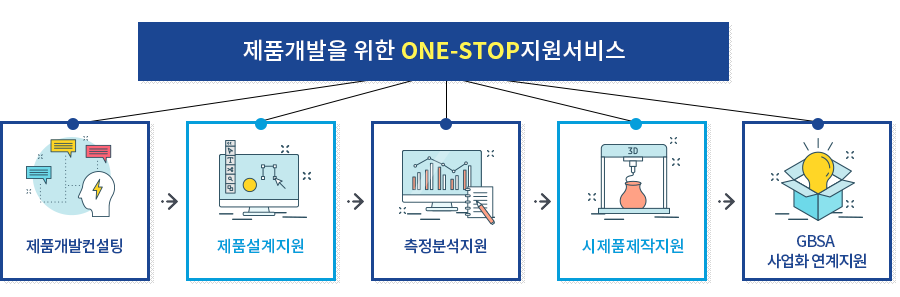 제품개발을 위한 ONE-STOP지원서비스
제품개발컨설팅
제품설계지원
측정분석지원
3D
시제품제작지원
GBSA
사업화 연계지원